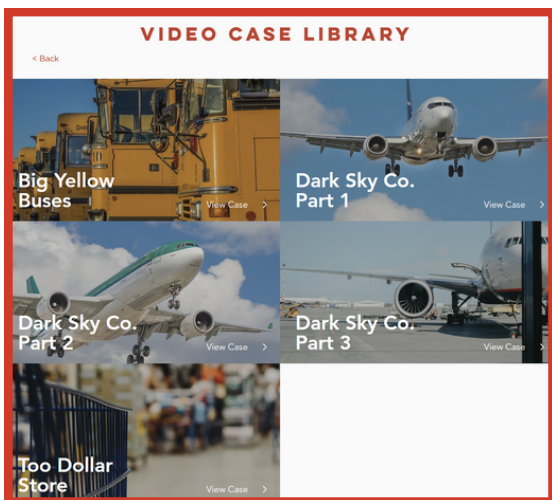 VIDEO CASE LIBRARY
< Back
Big Yellow
Buses
View Case >
Dark Sky Co.
Part 1
View Case >
Dark Sky Co.
Part 2
View Case >
Dark Sky Co.
Part 3
View Case >
Too Dollar
Store
View Case >